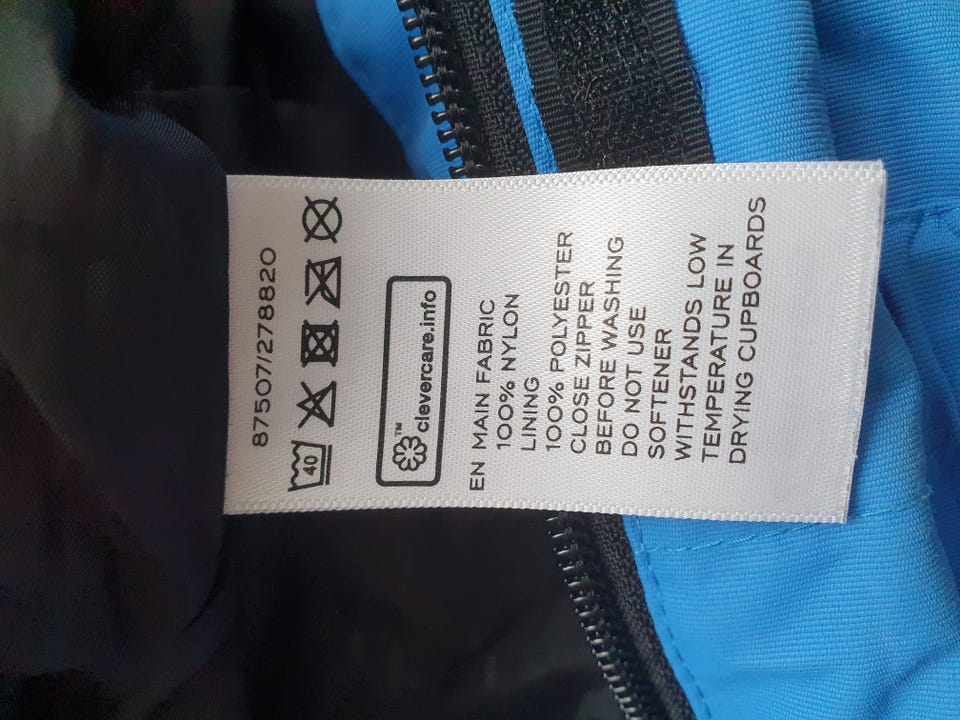 87507/278820
40
clevercare.info
™
EN MAIN FABRIC
100% NYLON
LINING
100% POLYESTER
CLOSE ZIPPER
BEFORE WASHING
DO NOT USE
SOFTENER
WITHSTANDS LOW
TEMPERATURE IN
DRYING CUPBOARDS